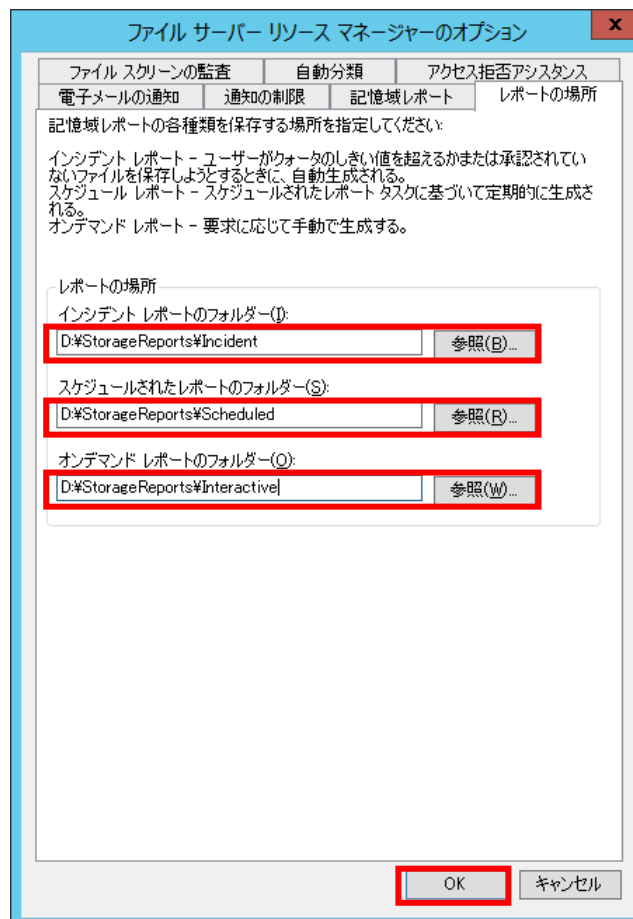 ファイル サーバー リソース マネージャーのオプション
x
ファイル スクリーンの監査
自動分類
アクセス拒否アシスタンス
電子メールの通知
通知の制限
記憶域レポート
レポートの場所
記憶域レポートの各種類を保存する場所を指定してください:
インシデント レポート - ユーザーがクォータのしきい値を超えるかまたは承認されてい
ないファイルを保存しようとするときに、自動生成される。
スケジュール レポート - スケジュールされたレポート タスクに基づいて定期的に生成さ
れる。
オンデマンド レポート - 要求に応じて手動で生成する。
レポートの場所
インシデント レポートのフォルダー(I):
D:¥StorageReports¥Incident
参照(B)...
スケジュールされたレポートのフォルダー(S):
D:¥StorageReports¥Scheduled
参照(R)...
オンデマンド レポートのフォルダー(O):
D:¥StorageReports¥Interactive
参照(W)...
OK
キャンセル